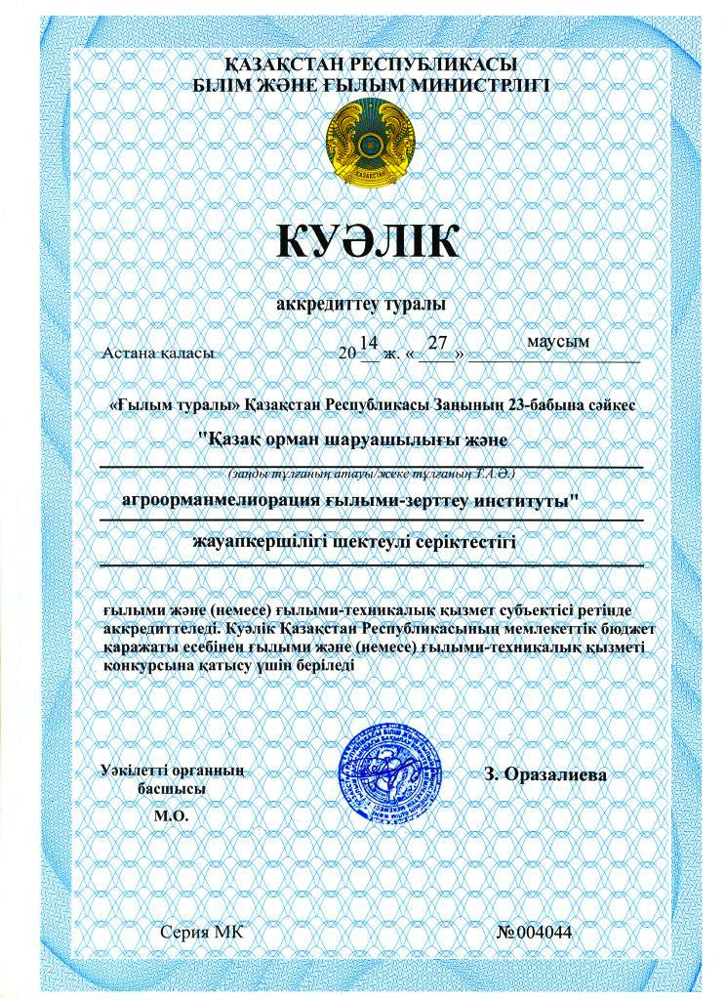 ҚАЗАҚСТАН РЕСПУБЛИКАСЫ
БІЛІМ ЖӘНЕ ҒЫЛЫМ МИНИСТРЛІГІ
ҚАЗАҚСТАН
КУӘЛІК
аккредиттеу туралы
Астана қаласы 2014 ж. « 27 » маусым
«Ғылым туралы» Қазақстан Республикасы Заңының 23-бабына сәйкес
"Қазақ орман шаруашылығы және
(заңды тұлғаның атауы/жеке тұлғаның Т.А.Ә.)
агроорманмелиорация ғылыми-зерттеу институты"
жауапкершілігі шектеулі серіктестігі
ғылыми және (немесе) ғылыми-техникалық қызмет субъектісі ретінде
аккредиттеледі. Куәлік Қазақстан Республикасының мемлекеттік бюджет
қаражаты есебінен ғылыми және (немесе) ғылыми-техникалық қызметі
конкурсына қатысу үшін беріледі
Уәкілетті органның
басшысы
М.О.
З. Оразалиева
Серия МК №004044